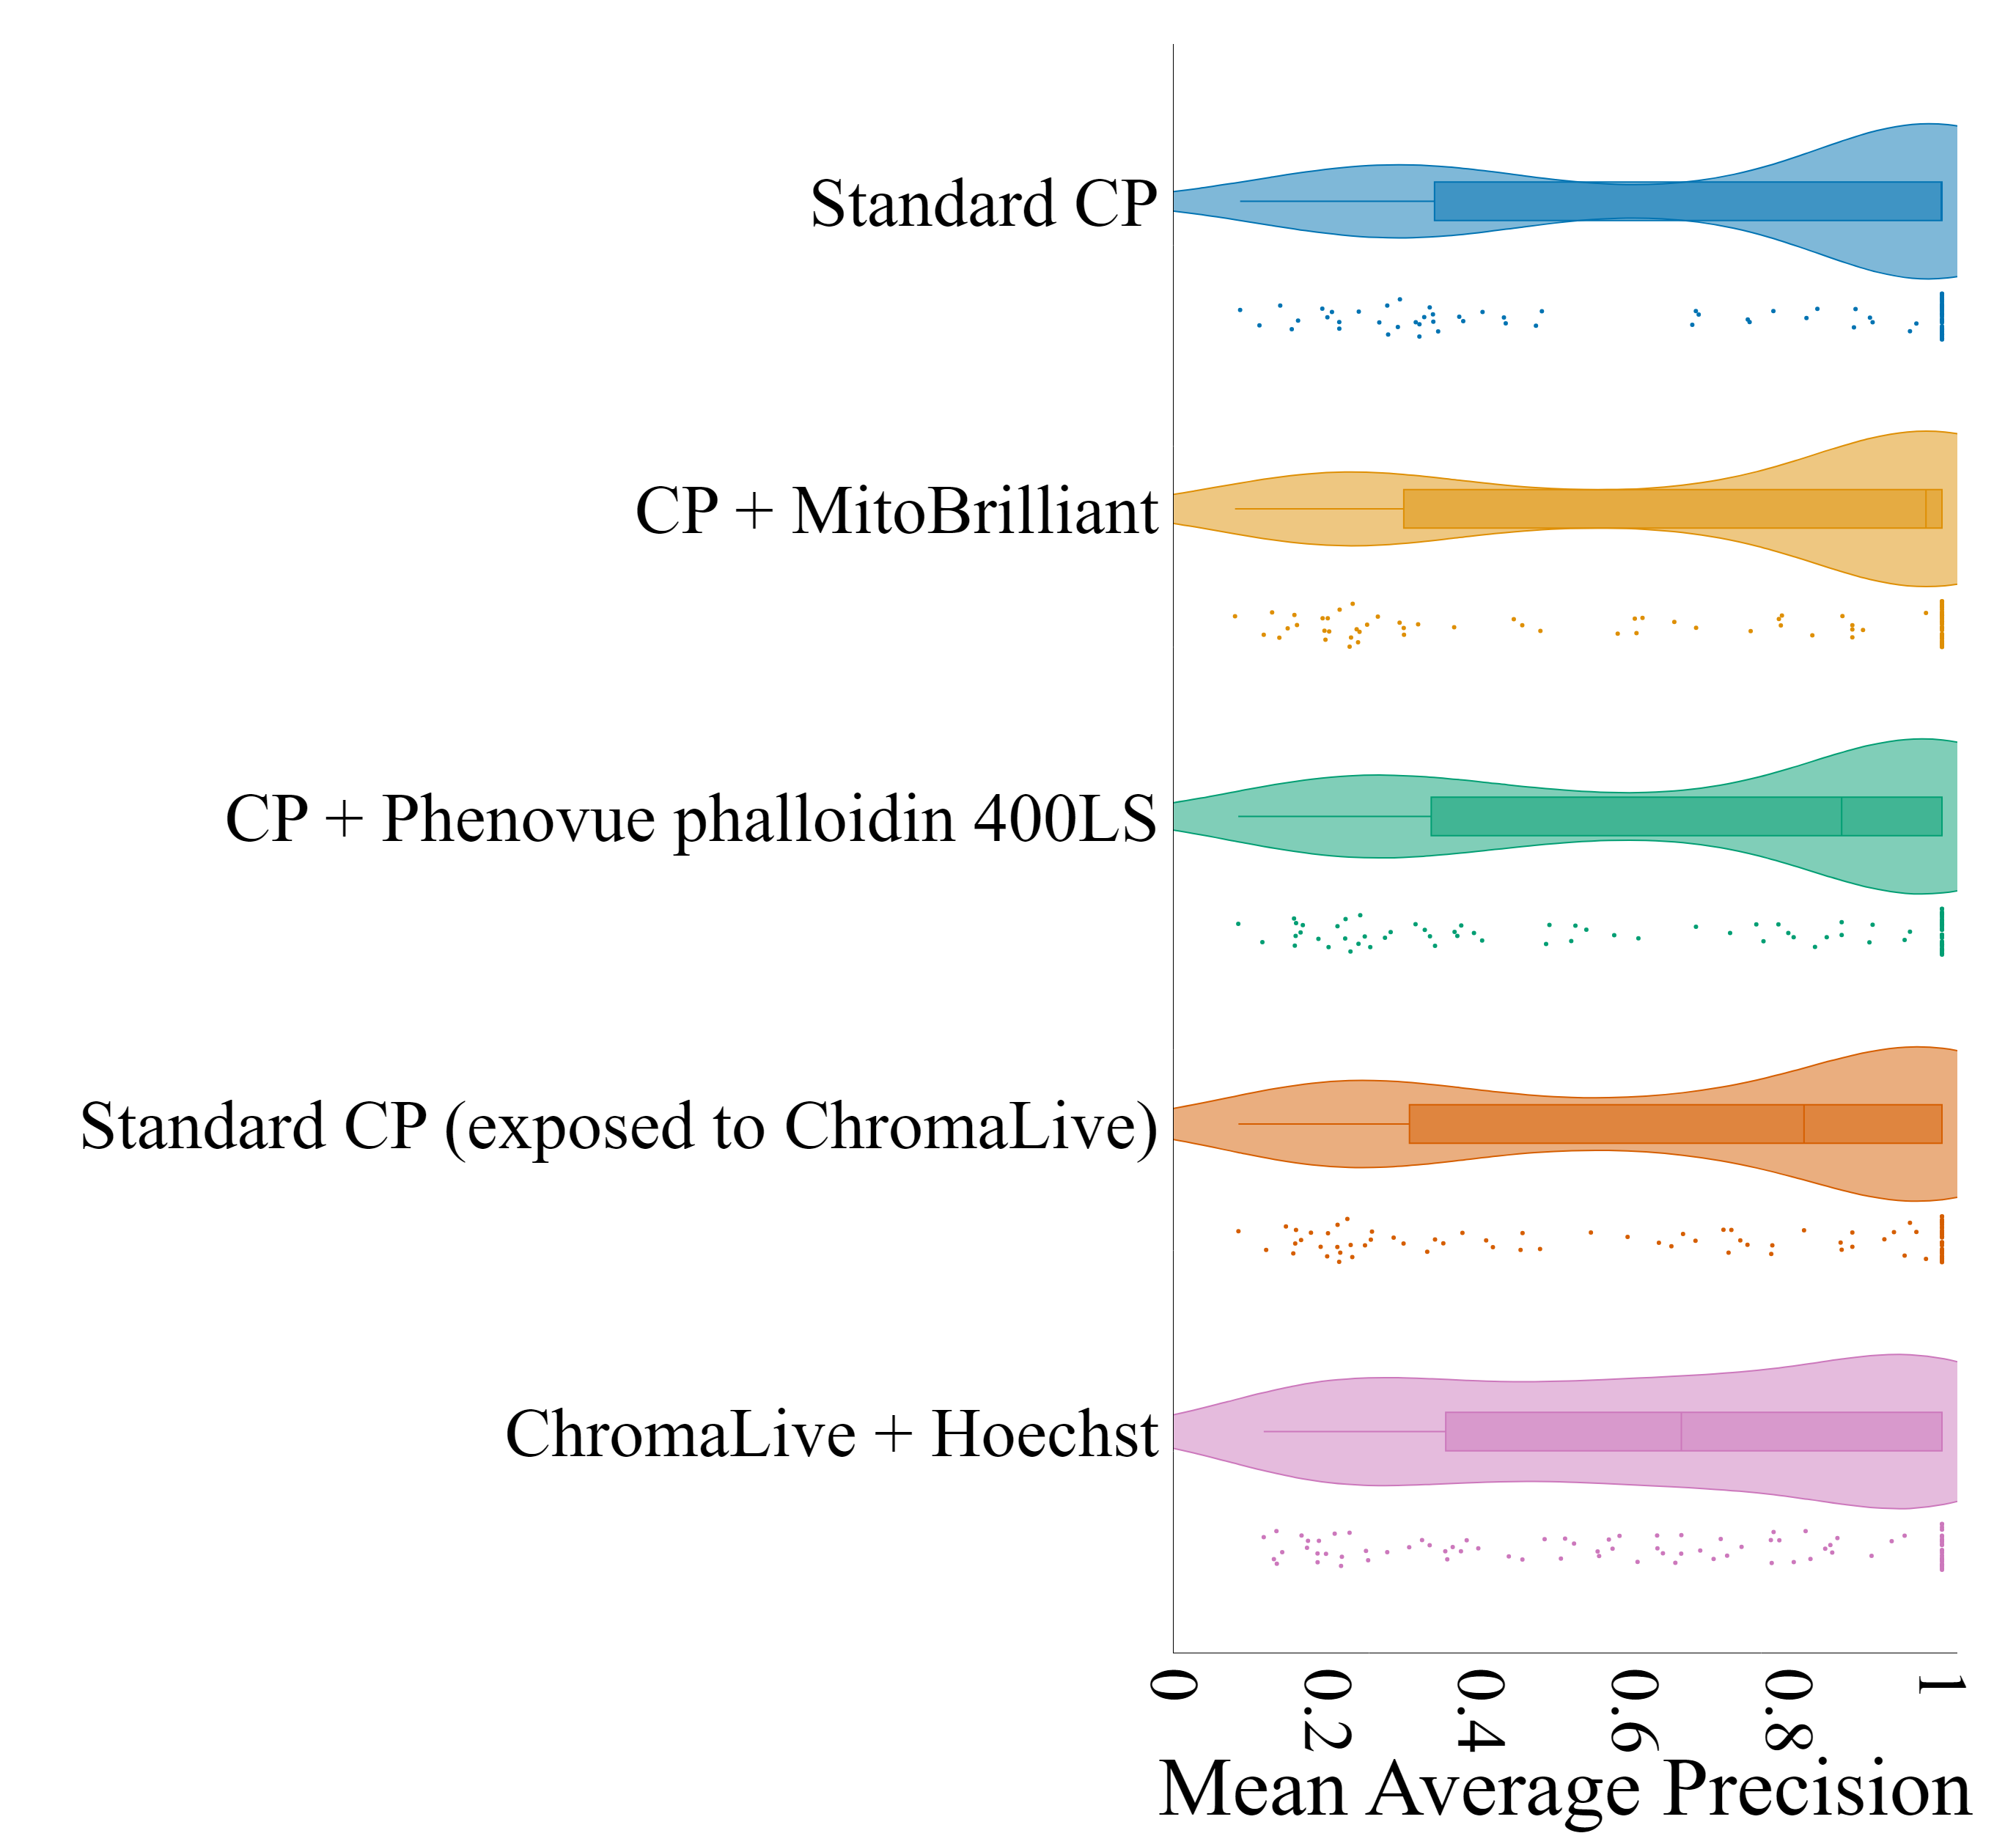 Standard CP
CP + MitoBrilliant
CP + Phenovue phalloidin 400LS
Standard CP (exposed to ChromaLive)
ChromaLive + Hoechst
0 0.2 0.4 0.6 0.8 1
Mean Average Precision